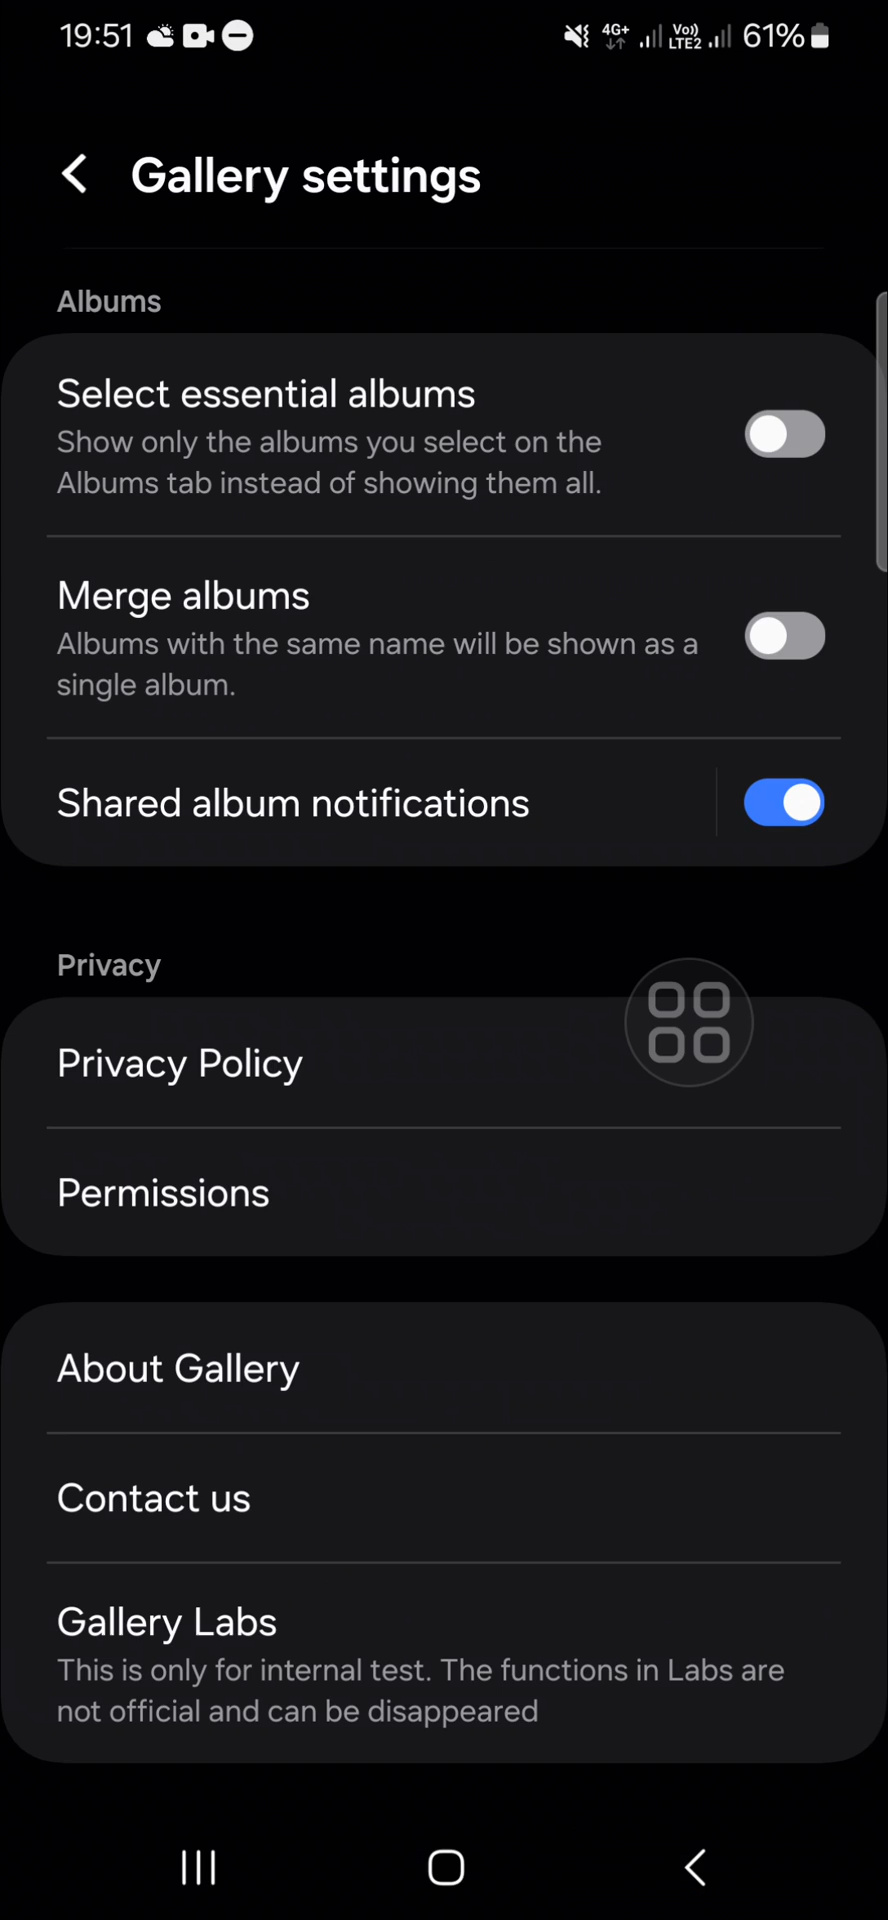 19:51
4G+ Vo)) LTE2 61%
Gallery settings
Albums
Select essential albums
Show only the albums you select on the
Albums tab instead of showing them all.
Merge albums
Albums with the same name will be shown as a
single album.
Shared album notifications
Privacy
Privacy Policy
Permissions
About Gallery
Contact us
Gallery Labs
This is only for internal test. The functions in Labs are
not official and can be disappeared